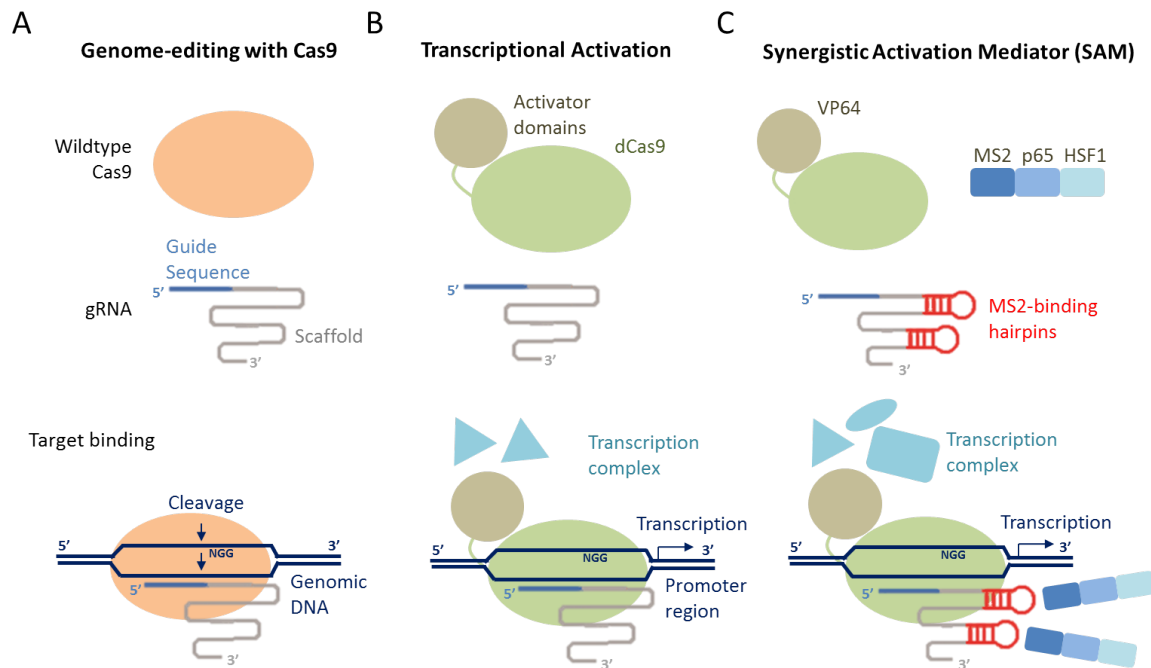 A
Genome-editing with Cas9
Wildtype
Cas9
Guide
Sequence
5'
gRNA
Scaffold
3'
Target binding
Cleavage
5'
3'
NGG
5'
Genomic
DNA
3'
B
Transcriptional Activation
Activator
domains
dCas9
5'
3'
Transcription
complex
Transcription
5'
3'
NGG
5'
Promoter
region
3'
C
Synergistic Activation Mediator (SAM)
VP64
MS2 p65 HSF1
5'
MS2-binding
hairpins
3'
Transcription
complex
Transcription
5'
3'
NGG
5'
3'